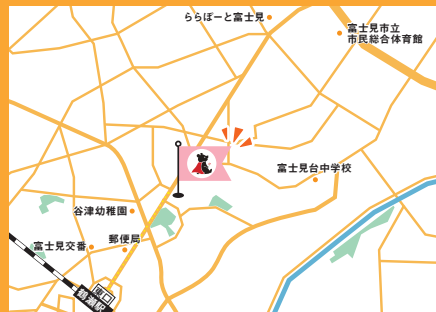 ららぽーと富士見
富士見市立
市民総合体育館
富士見台中学校
谷津幼稚園
郵便局
富士見交番
東口
鶴瀬駅